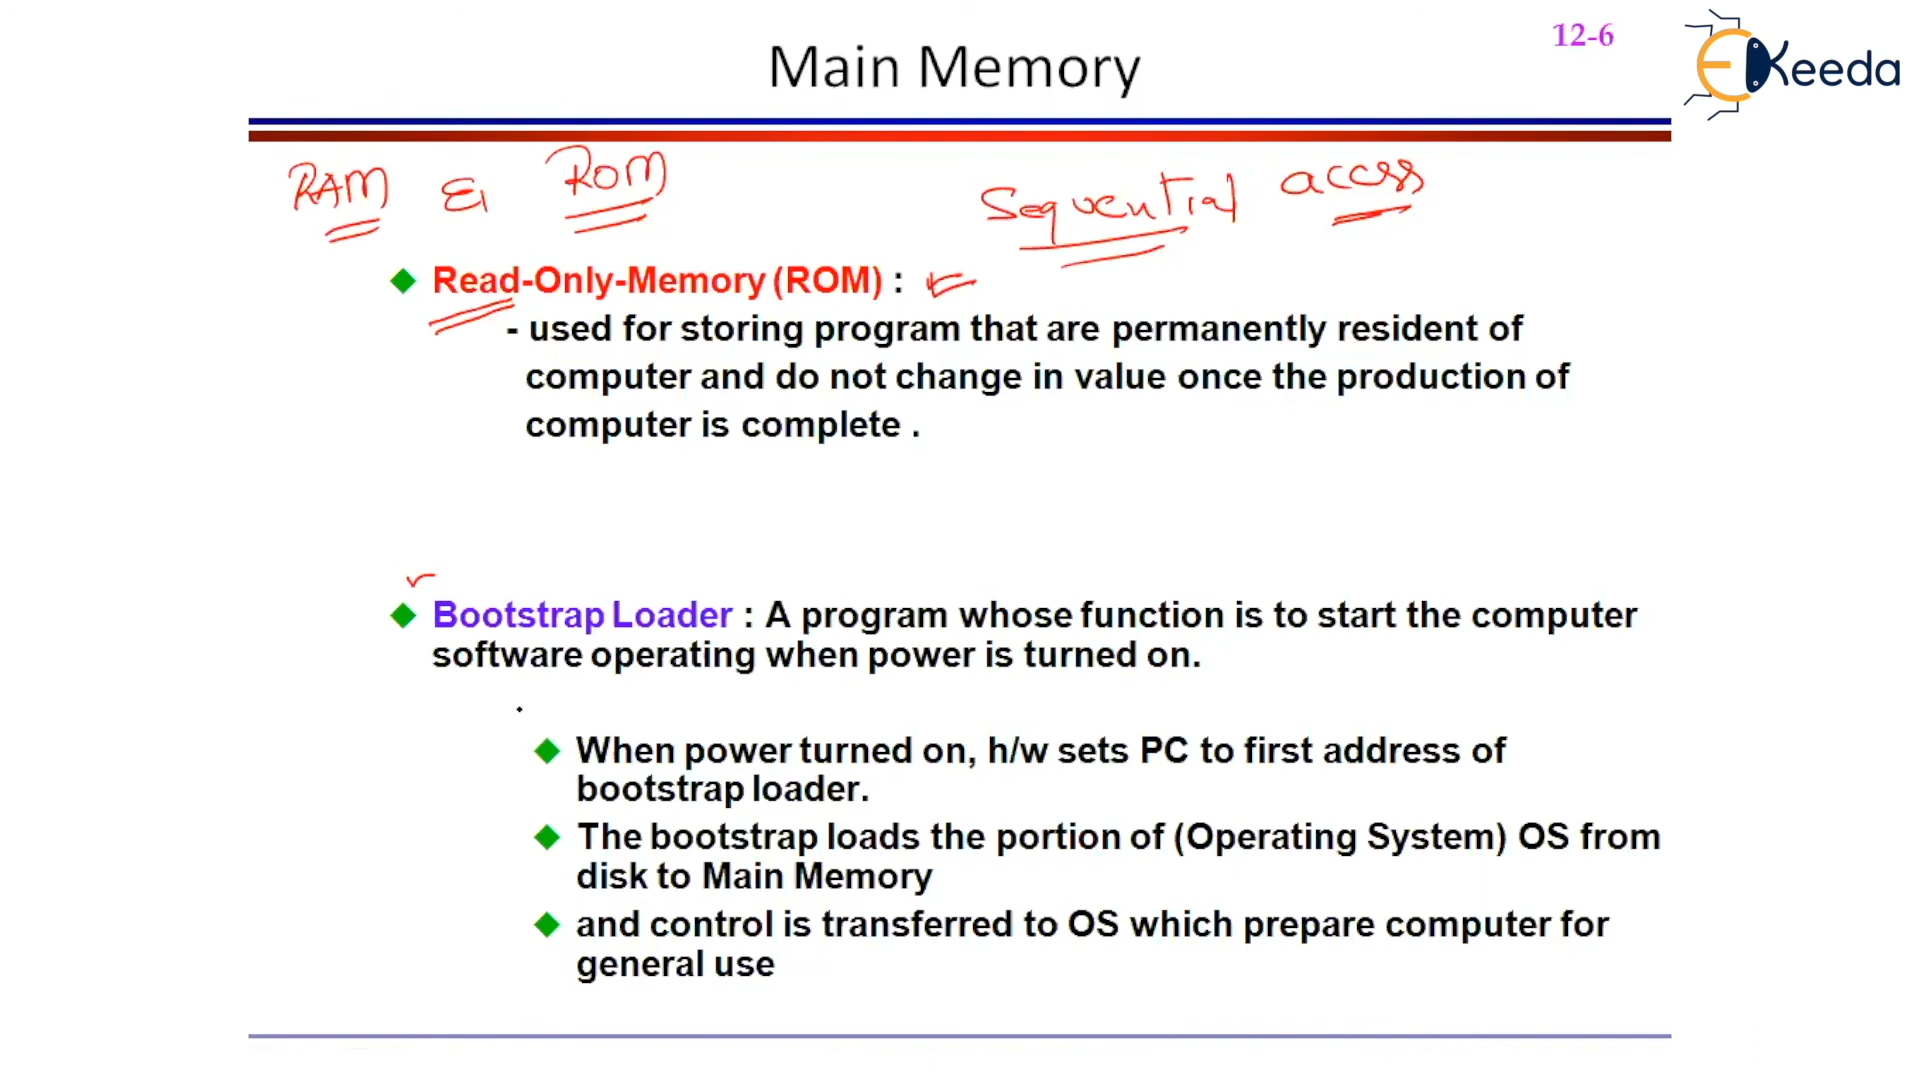 12-6
Main Memory
EKeeda
RAM & ROM
Sequential access
Read-Only-Memory (ROM) :
- used for storing program that are permanently resident of
computer and do not change in value once the production of
computer is complete .
Bootstrap Loader : A program whose function is to start the computer
software operating when power is turned on.
When power turned on, h/w sets PC to first address of
bootstrap loader.
The bootstrap loads the portion of (Operating System) OS from
disk to Main Memory
and control is transferred to OS which prepare computer for
general use